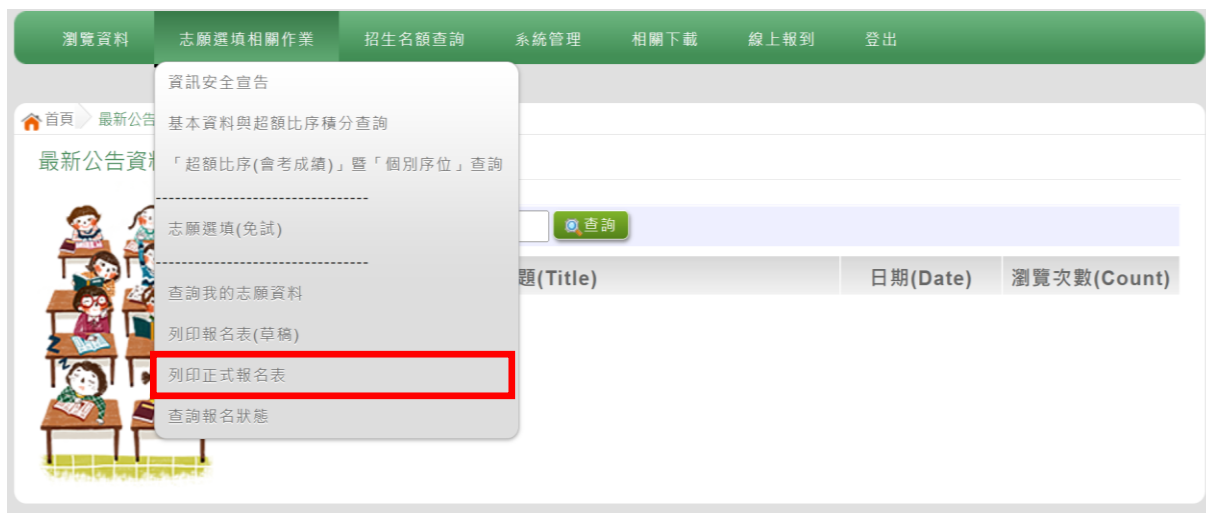 瀏覽資料 志願選填相關作業 招生名額查詢 系統管理 相關下載 線上報到 登出
資訊安全宣告
首頁 最新公告
基本資料與超額比序積分查詢
最新公告資料
「超額比序(會考成績)」暨「個別序位」查詢
---------------------------------
志願選填(免試)
查詢
---------------------------------
題(Title) 日期(Date) 瀏覽次數(Count)
查詢我的志願資料
列印報名表(草稿)
列印正式報名表
查詢報名狀態